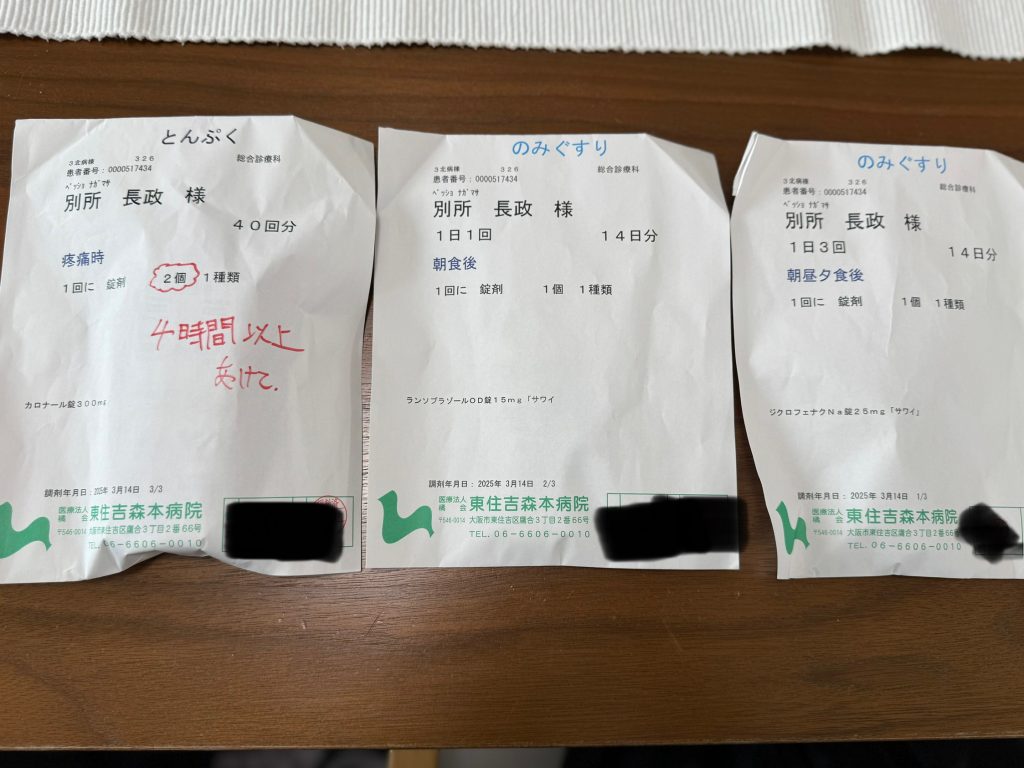 とんぷく
3北病棟 326 総合診療科
患者番号：0000517434
ベッショ ナガマサ
別所 長政 様
40回分
疼痛時
1回に 錠剤 2個 1種類
4時間以上
あけて.
カロナール錠300mg
調剤年月日：2025年 3月14日 3/3
医療法人 橘会 東住吉森本病院
〒546-0014 大阪市東住吉区鷹合3丁目2番66号
TEL. 06-6606-0010
のみぐすり
3北病棟 326 総合診療科
患者番号：0000517434
ベッショ ナガマサ
別所 長政 様
1日1回 14日分
朝食後
1回に 錠剤 1個 1種類
ランソプラゾールOD錠15mg「サワイ
調剤年月日：2025年 3月14日 2/3
医療法人 橘会 東住吉森本病院
〒546-0014 大阪市東住吉区鷹合3丁目2番66号
TEL. 06-6606-0010
のみぐすり
3北病棟 326 総合診療科
患者番号：0000517434
ベッショ ナガマサ
別所 長政 様
1日3回 14日分
朝昼夕食後
1回に 錠剤 1個 1種類
ジクロフェナクNa錠25mg「サワイ」
調剤年月日：2025年 3月14日 1/3
医療法人 橘会 東住吉森本病院
〒546-0014 大阪市東住吉区鷹合3丁目2番66
TEL. 06-6606-0010